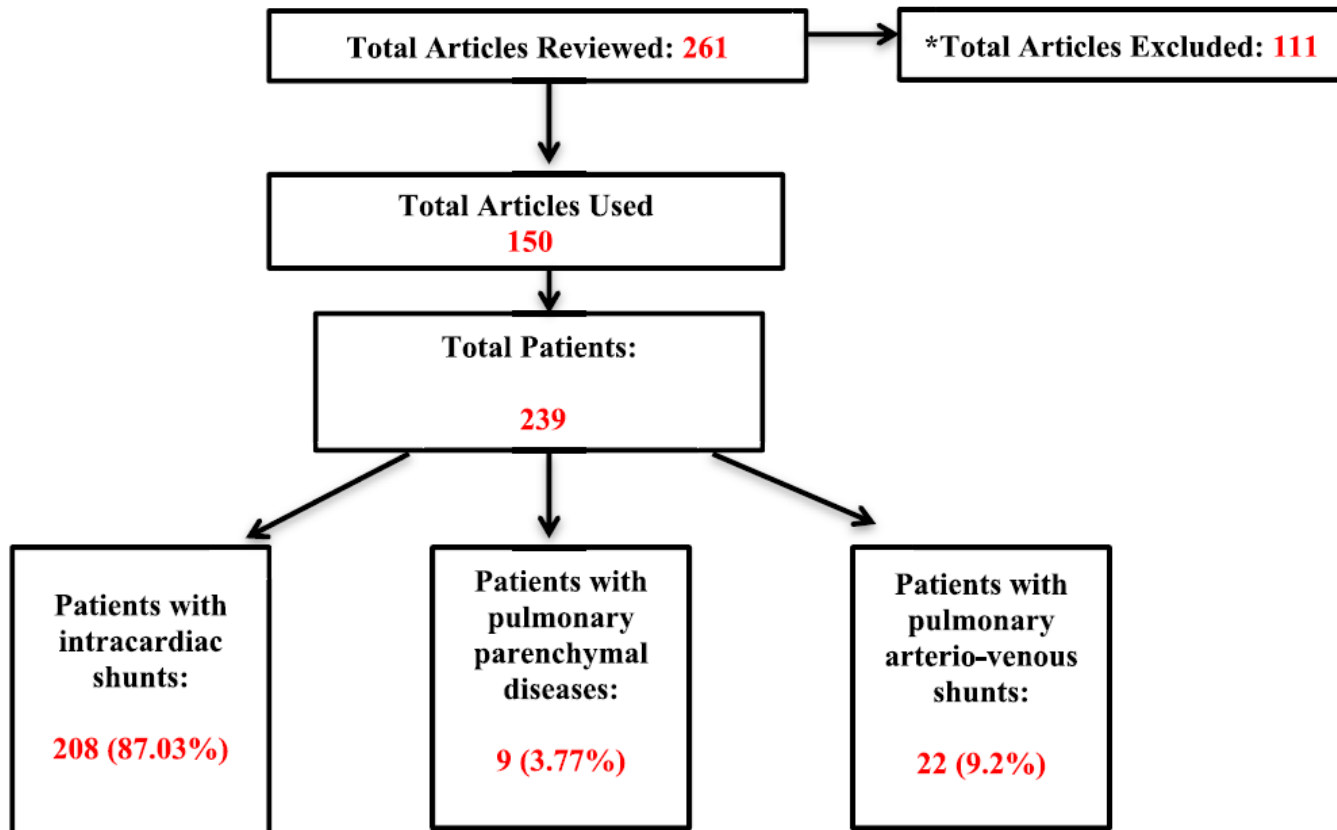 Total Articles Reviewed: 261
*Total Articles Excluded: 111
Total Articles Used
150
Total Patients:
239
Patients with
intracardiac
shunts:
208 (87.03%)
Patients with
pulmonary
parenchymal
diseases:
9 (3.77%)
Patients with
pulmonary
arterio-venous
shunts:
22 (9.2%)